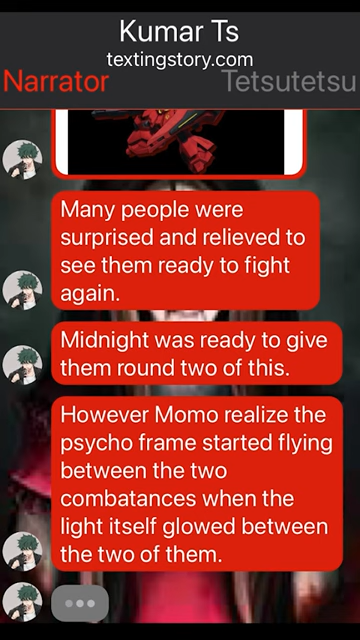 Kumar Ts
textingstory.com
Narrator Tetsutetsu
Many people were
surprised and relieved to
see them ready to fight
again.
Midnight was ready to give
them round two of this.
However Momo realize the
psycho frame started flying
between the two
combatances when the
light itself glowed between
the two of them.